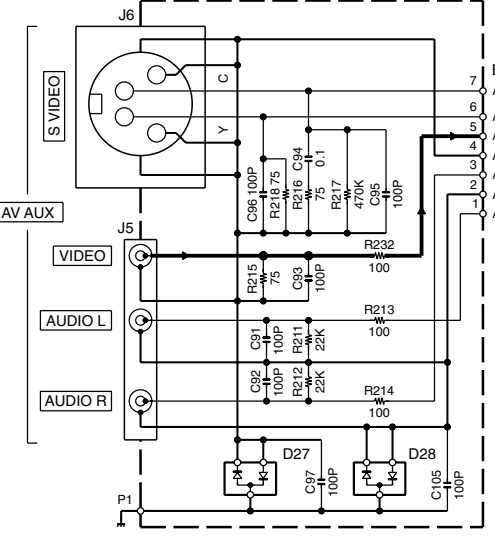 J6
S VIDEO
C
Y
7
6
5
4
3
2
1
C96 100P
R218 75
R216
75
C94
0.1
R217
470K
C95
100P
AV AUX
J5
VIDEO
R232
100
R215
75
C93
100P
AUDIO L
R213
100
C91
100P
R211
22K
C92
100P
R212
22K
AUDIO R
R214
100
D27
D28
C97
100P
C105
100P
P1